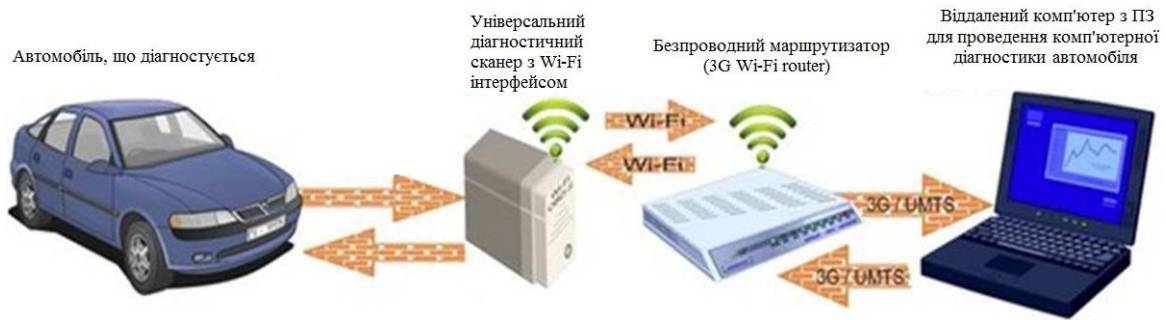 Автомобіль, що діагностується
Універсальний
діагностичний
сканер з Wi-Fi
інтерфейсом
Безпроводний маршрутизатор
(3G Wi-Fi router)
Віддалений комп'ютер з ПЗ
для проведення комп'ютерної
діагностики автомобіля
Wi-Fi
Wi-Fi
3G / UMTS
3G / UMTS